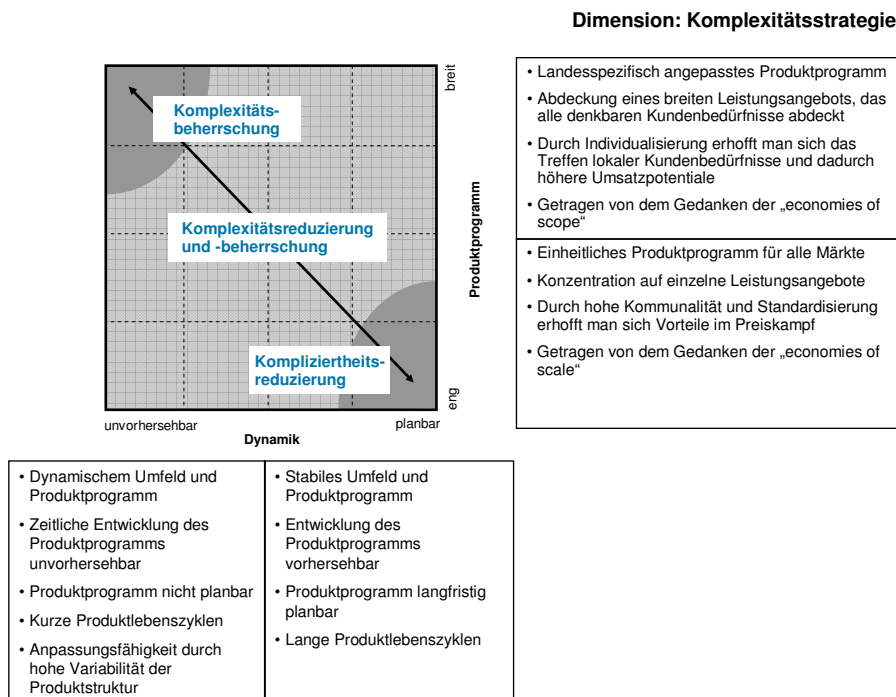 Dimension: Komplexitätsstrategie
Komplexitäts-
beherrschung
Komplexitätsreduzierung
und -beherrschung
Kompliziertheits-
reduzierung
breit
Produktprogramm
eng
unvorhersehbar
planbar
Dynamik
• Landesspezifisch angepasstes Produktprogramm
• Abdeckung eines breiten Leistungsangebots, das
alle denkbaren Kundenbedürfnisse abdeckt
• Durch Individualisierung erhofft man sich das
Treffen lokaler Kundenbedürfnisse und dadurch
höhere Umsatzpotentiale
• Getragen von dem Gedanken der „economies of
scope“
• Einheitliches Produktprogramm für alle Märkte
• Konzentration auf einzelne Leistungsangebote
• Durch hohe Kommunalität und Standardisierung
erhofft man sich Vorteile im Preiskampf
• Getragen von dem Gedanken der „economies of
scale“
• Dynamischem Umfeld und
Produktprogramm
• Zeitliche Entwicklung des
Produktprogramms
unvorhersehbar
• Produktprogramm nicht planbar
• Kurze Produktlebenszyklen
• Anpassungsfähigkeit durch
hohe Variabilität der
Produktstruktur
• Stabiles Umfeld und
Produktprogramm
• Entwicklung des
Produktprogramms
vorhersehbar
• Produktprogramm langfristig
planbar
• Lange Produktlebenszyklen